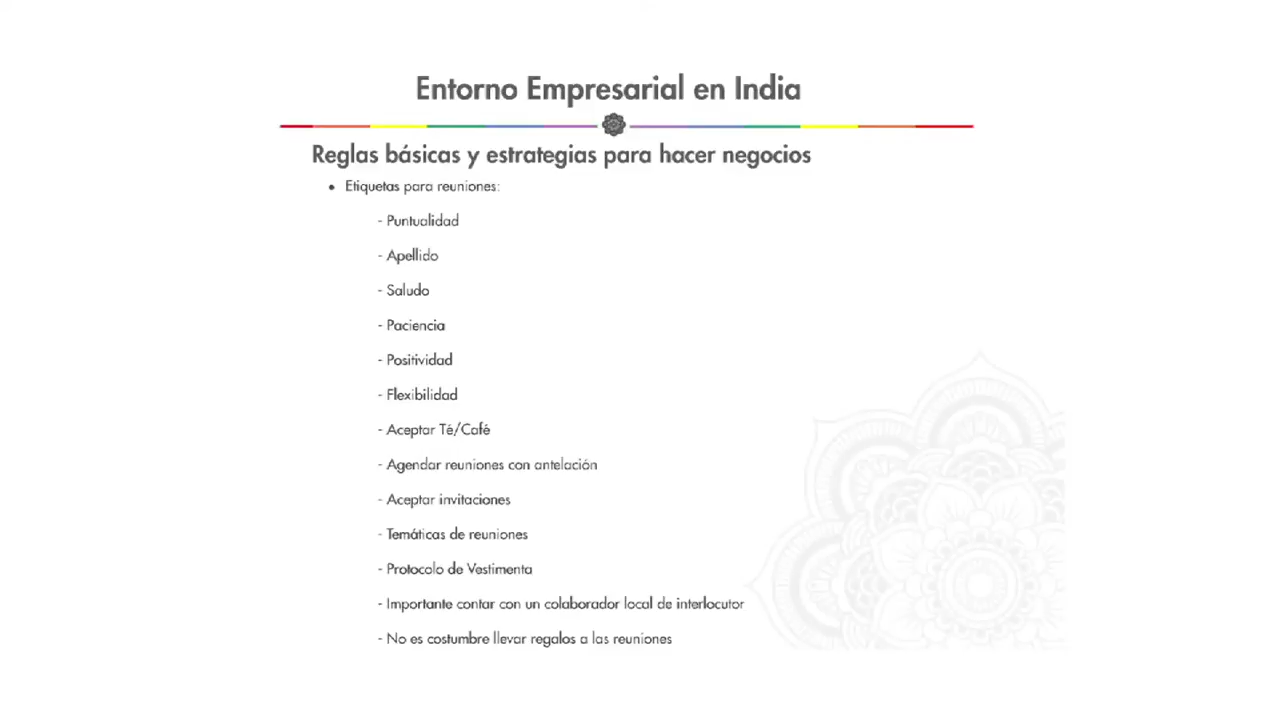 Entorno Empresarial en India
Reglas básicas y estrategias para hacer negocios
• Etiquetas para reuniones:
- Puntualidad
- Apellido
- Saludo
- Paciencia
- Positividad
- Flexibilidad
- Aceptar Té/Café
- Agendar reuniones con antelación
- Aceptar invitaciones
- Temáticas de reuniones
- Protocolo de Vestimenta
- Importante contar con un colaborador local de interlocutor
- No es costumbre llevar regalos a las reuniones